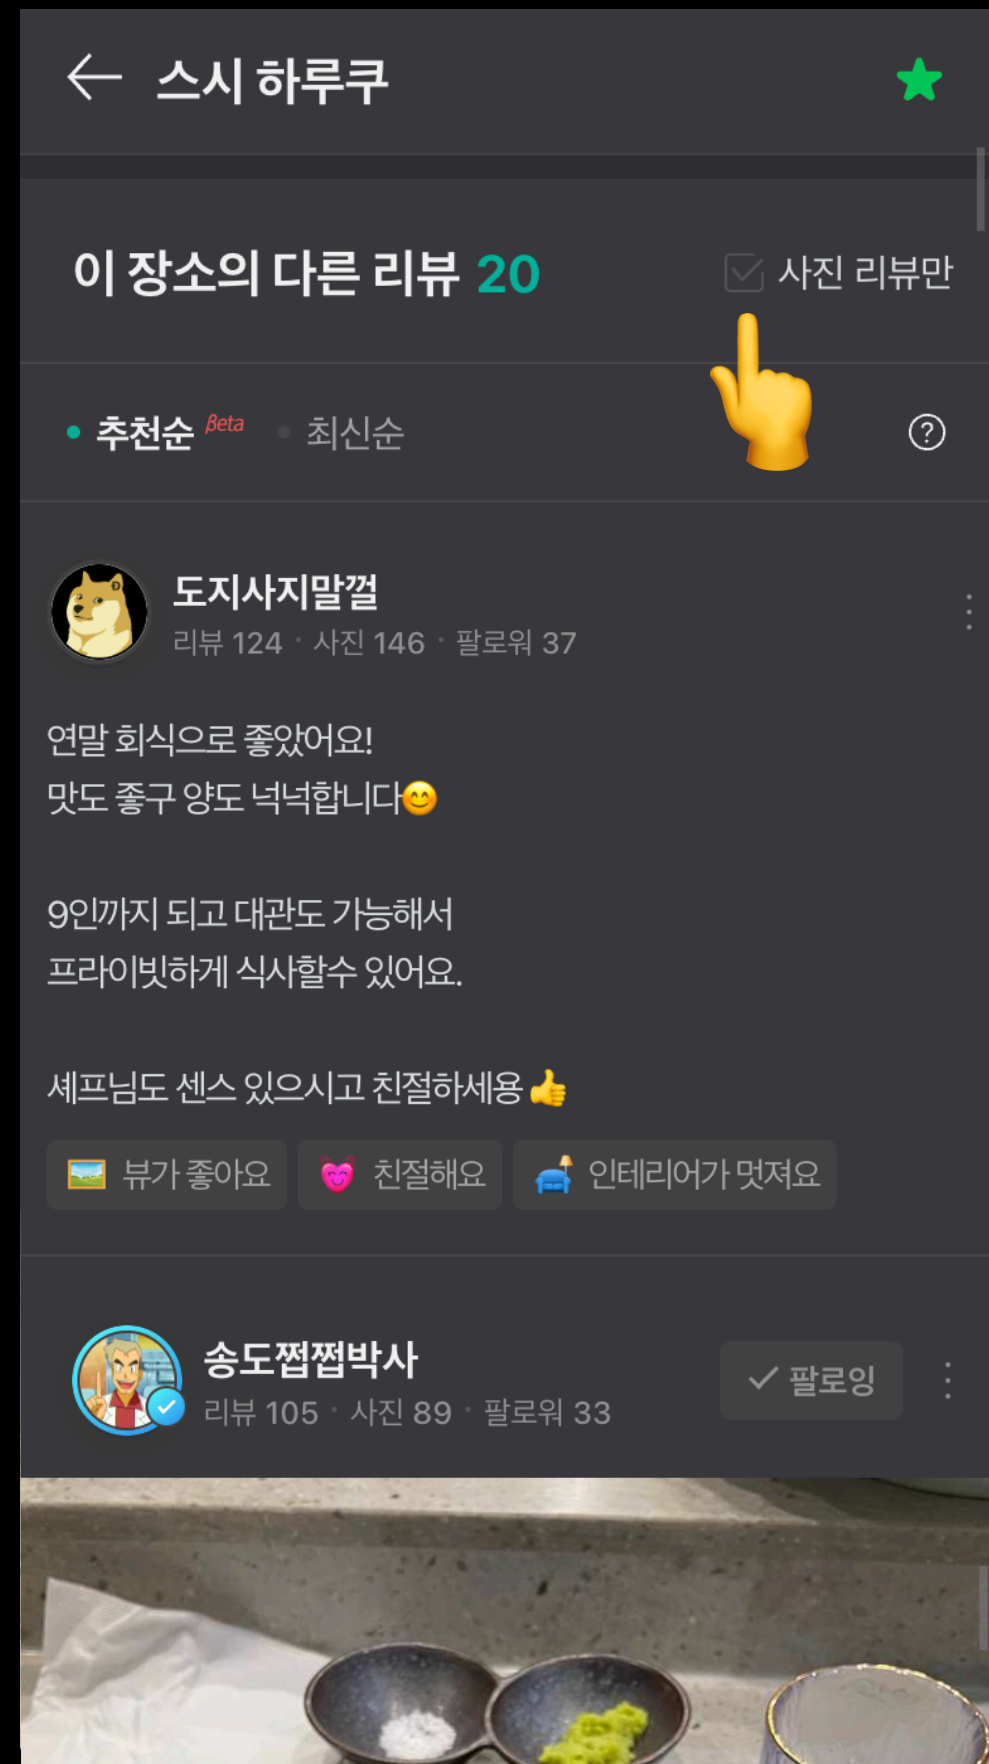 스시 하루쿠
이 장소의 다른 리뷰 20
사진 리뷰만
추천순 Beta 최신순
도지사지말껄
리뷰 124 · 사진 146 · 팔로워 37
연말 회식으로 좋았어요!
맛도 좋구 양도 넉넉합니다😊
9인까지 되고 대관도 가능해서
프라이빗하게 식사할수 있어요.
셰프님도 센스 있으시고 친절하세용👍
뷰가 좋아요 친절해요 인테리어가 멋져요
송도쩝쩝박사
리뷰 105 · 사진 89 · 팔로워 33
팔로잉